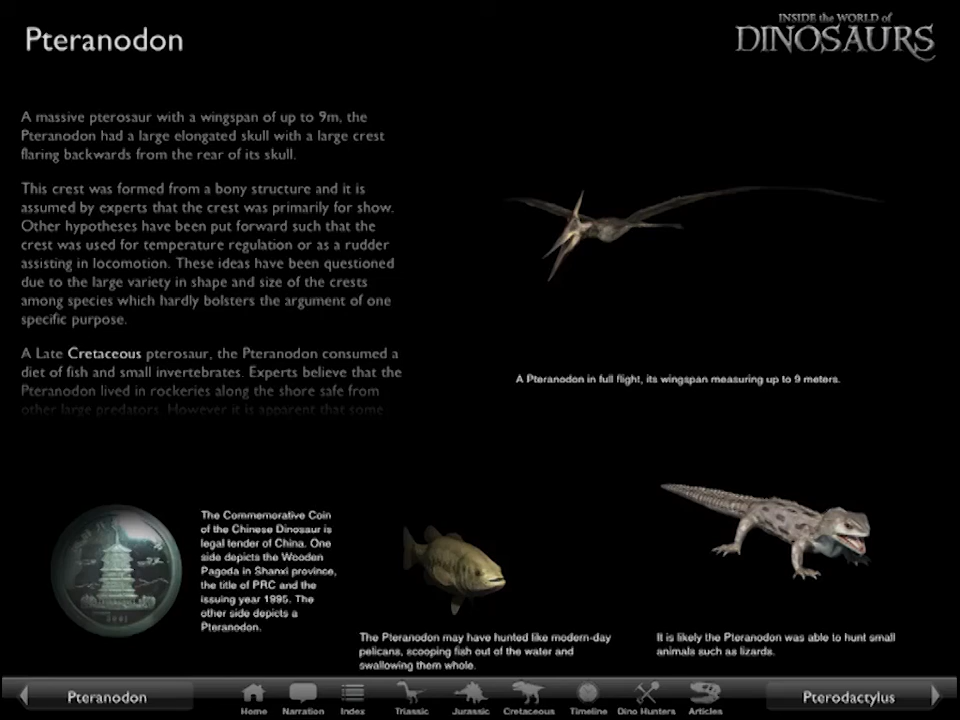 Pteranodon
INSIDE the WORLD of
DINOSAURS
A massive pterosaur with a wingspan of up to 9m, the
Pteranodon had a large elongated skull with a large crest
flaring backwards from the rear of its skull.
This crest was formed from a bony structure and it is
assumed by experts that the crest was primarily for show.
Other hypotheses have been put forward such that the
crest was used for temperature regulation or as a rudder
assisting in locomotion. These ideas have been questioned
due to the large variety in shape and size of the crests
among species which hardly bolsters the argument of one
specific purpose.
A Late Cretaceous pterosaur, the Pteranodon consumed a
diet of fish and small invertebrates. Experts believe that the
Pteranodon lived in rockeries along the shore safe from
other large predators. However it is apparent that some
A Pteranodon in full flight, its wingspan measuring up to 9 meters.
The Commemorative Coin
of the Chinese Dinosaur is
legal tender of China. One
side depicts the Wooden
Pagoda in Shanxi province,
the title of PRC and the
issuing year 1995. The
other side depicts a
Pteranodon.
The Pteranodon may have hunted like modern-day
pelicans, scooping fish out of the water and
swallowing them whole.
It is likely the Pteranodon was able to hunt small
animals such as lizards.
Pteranodon
Home
Narration
Index
Triassic
Jurassic
Cretaceous
Timeline
Dino Hunters
Articles
Pterodactylus